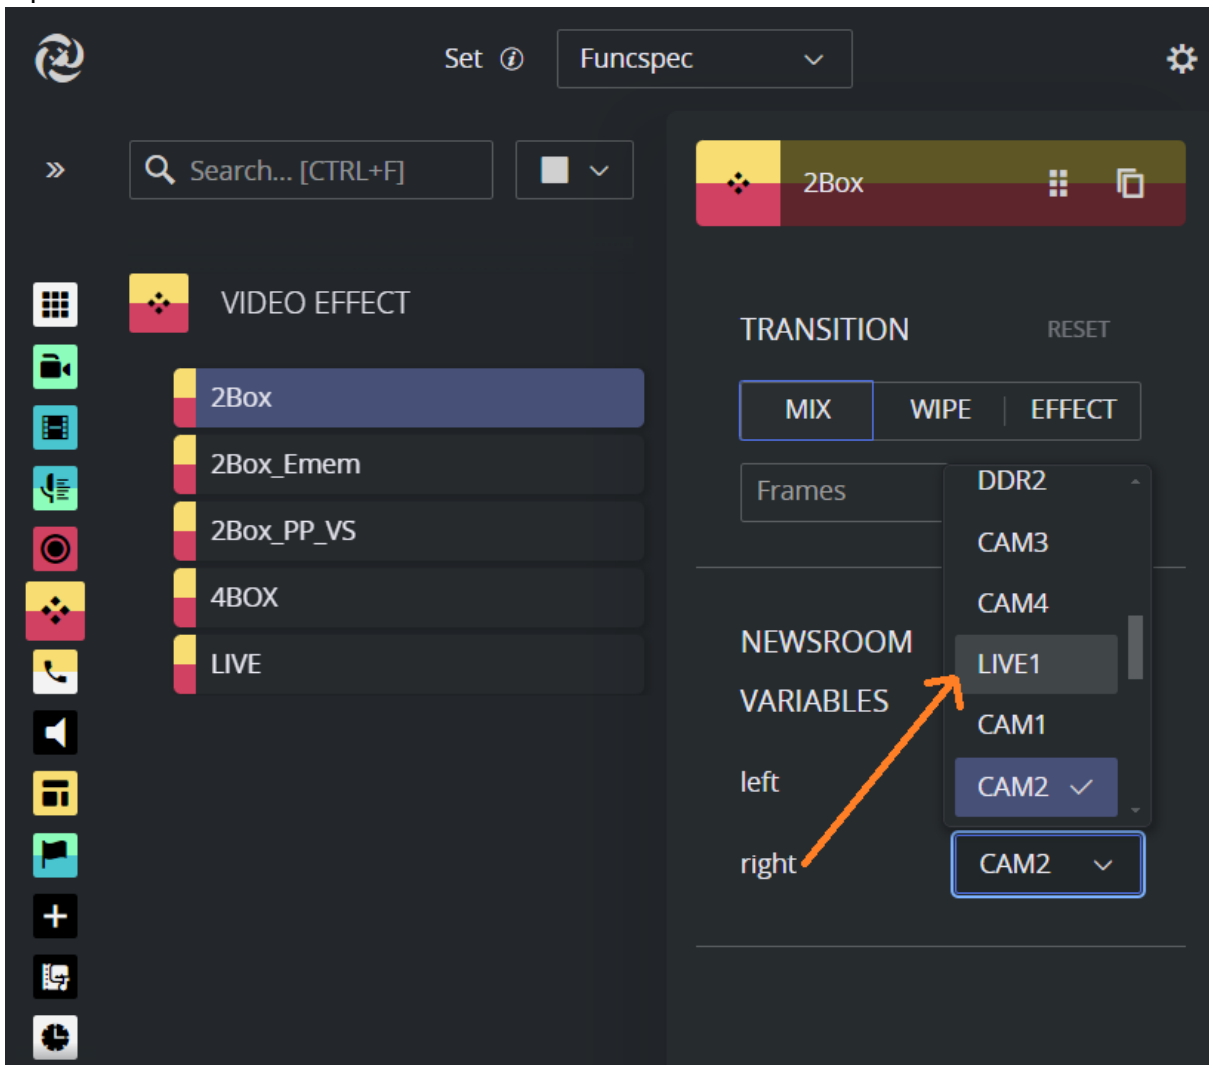 Set Funcspec
Search... [CTRL+F]
2Box
VIDEO EFFECT
2Box
2Box_Emem
2Box_PP_VS
4BOX
LIVE
TRANSITION RESET
MIX WIPE EFFECT
Frames
DDR2
CAM3
CAM4
LIVE1
CAM1
CAM2
NEWSROOM
VARIABLES
left
right CAM2